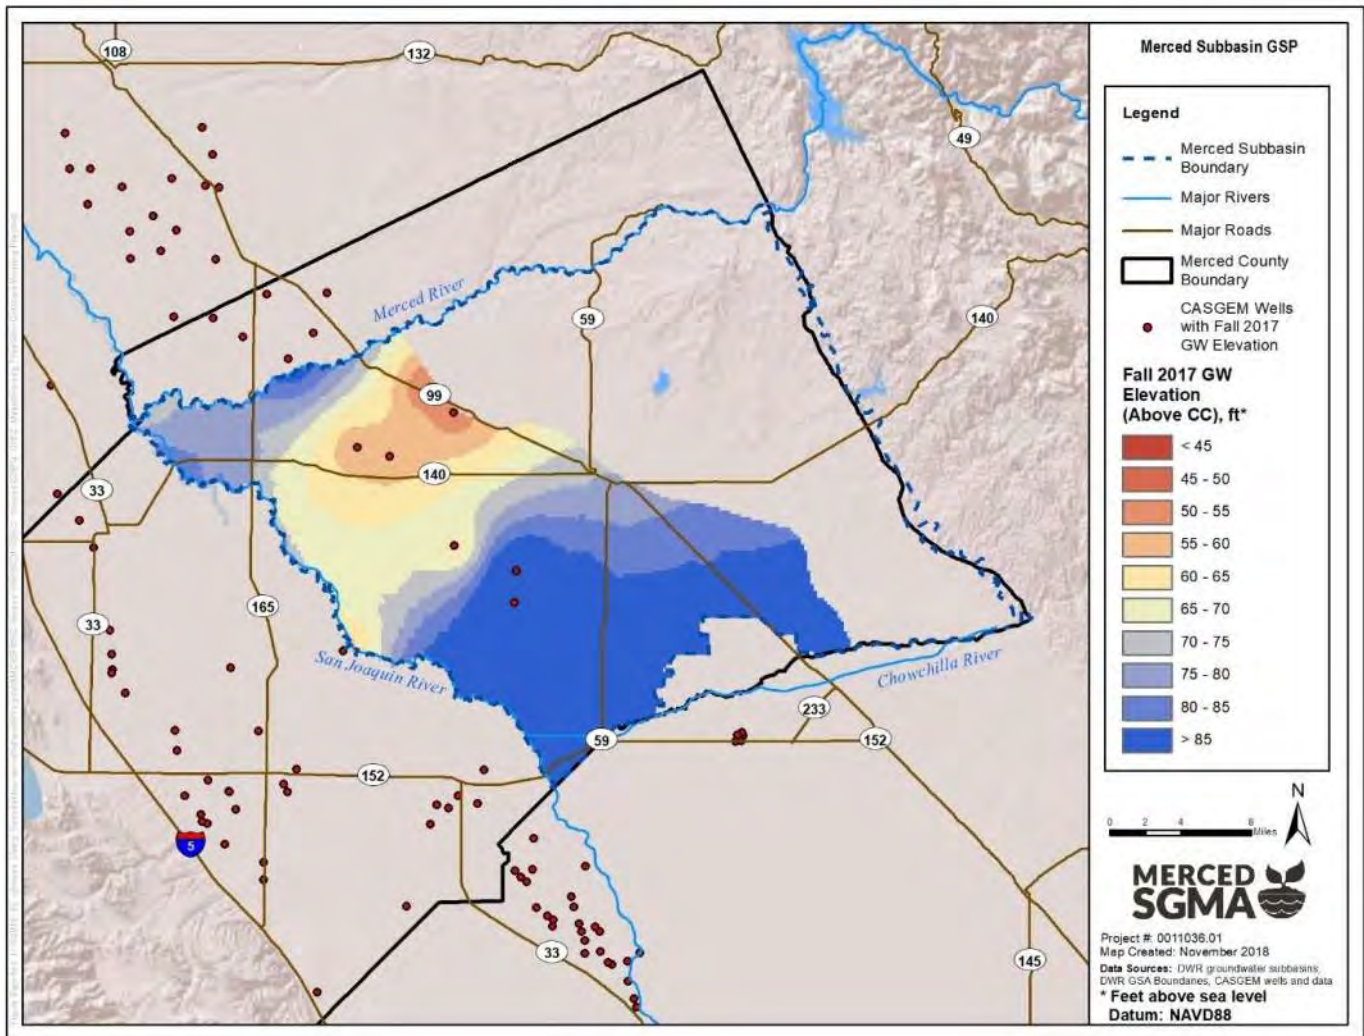 Merced Subbasin GSP
Legend
Merced Subbasin
Boundary
Major Rivers
Major Roads
Merced County
Boundary
CASGEM Wells
with Fall 2017
GW Elevation
Fall 2017 GW
Elevation
(Above CC), ft*
< 45
45 - 50
50 - 55
55 - 60
60 - 65
65 - 70
70 - 75
75 - 80
80 - 85
> 85
N
0 2 4 8
Miles
MERCED
SGMA
Project #: 0011036.01
Map Created: November 2018
Data Sources: DWR groundwater subbasins,
DWR GSA Boundaries, CASGEM wells and data
* Feet above sea level
Datum: NAVD88
108
132
49
Merced River
59
140
99
140
33
165
33
San Joaquin River
Chowchilla River
233
59
152
152
5
33
145